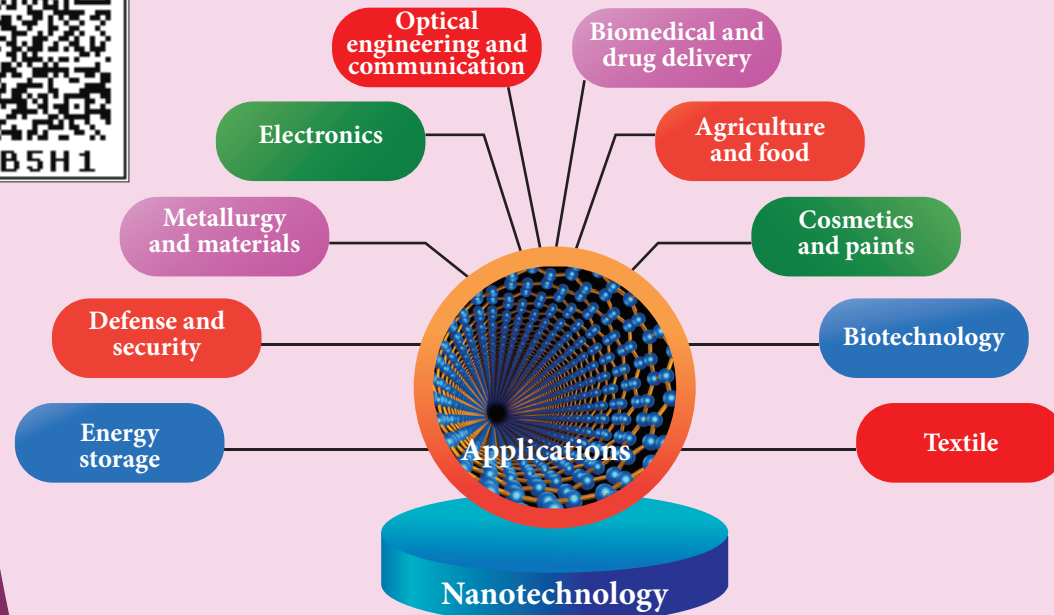 B5H1
Optical
engineering and
communication
Biomedical and
drug delivery
Electronics
Agriculture
and food
Metallurgy
and materials
Cosmetics
and paints
Defense and
security
Biotechnology
Energy
storage
Textile
Applications
Nanotechnology